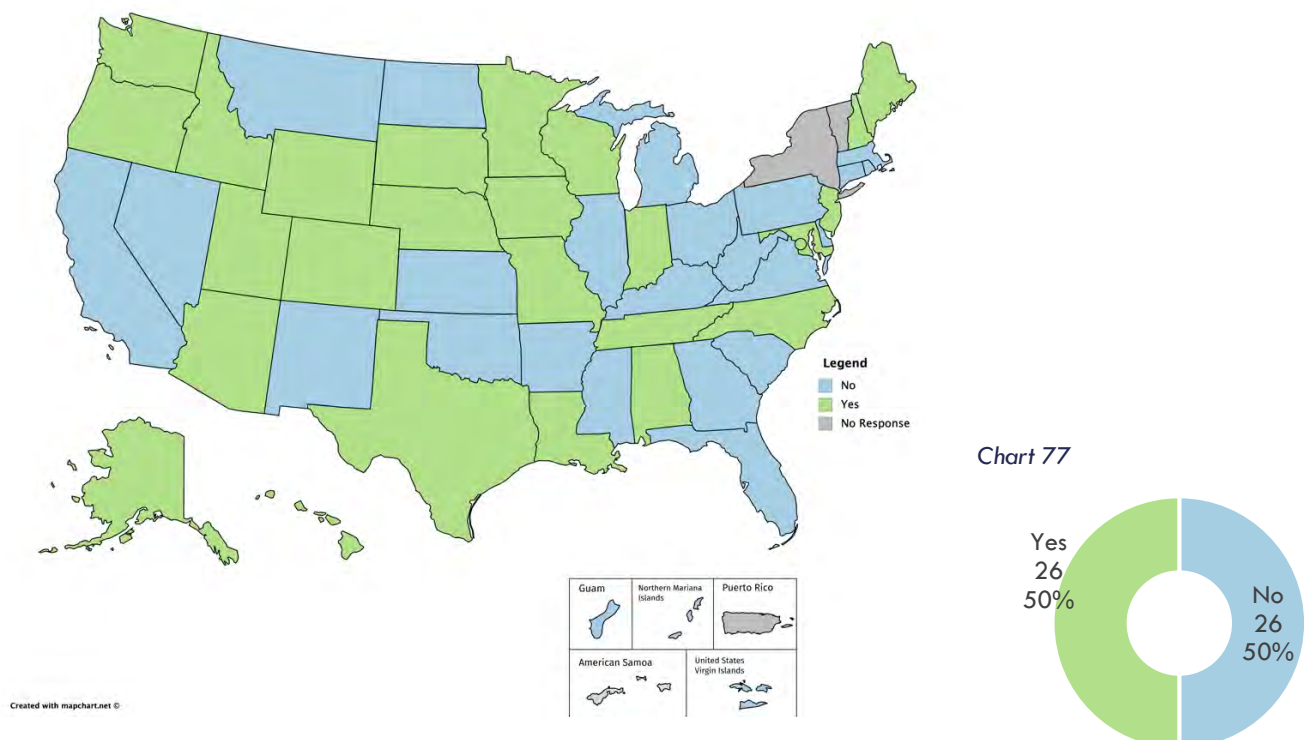 Legend
No
Yes
No Response
Chart 77
Yes
26
50%
No
26
50%
Guam
Northern Mariana
Islands
Puerto Rico
American Samoa
United States
Virgin Islands
Created with mapchart.net ©